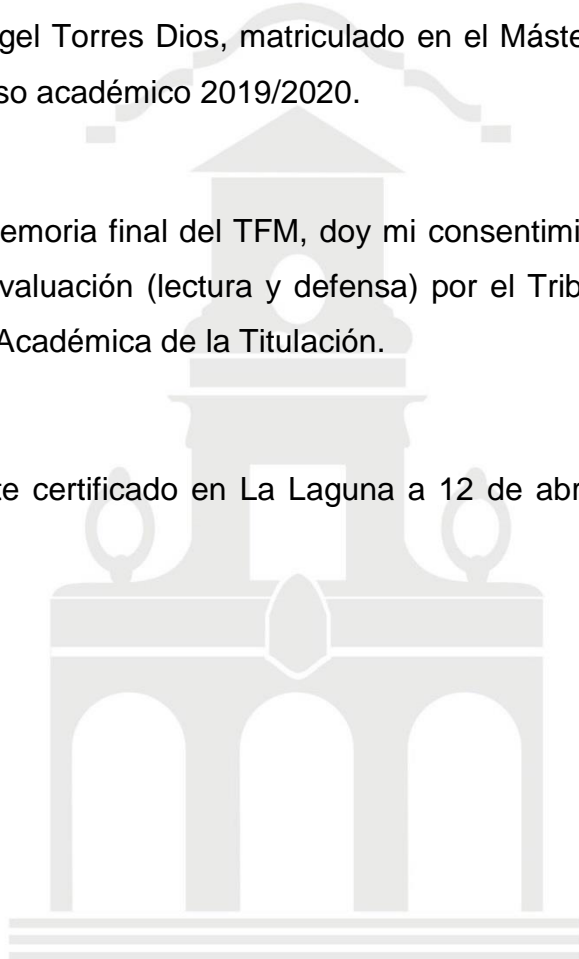 gel Torres Dios, matriculado en el Máste
so académico 2019/2020.
emoria final del TFM, doy mi consentimi
valuación (lectura y defensa) por el Trib
Académica de la Titulación.
te certificado en La Laguna a 12 de abr